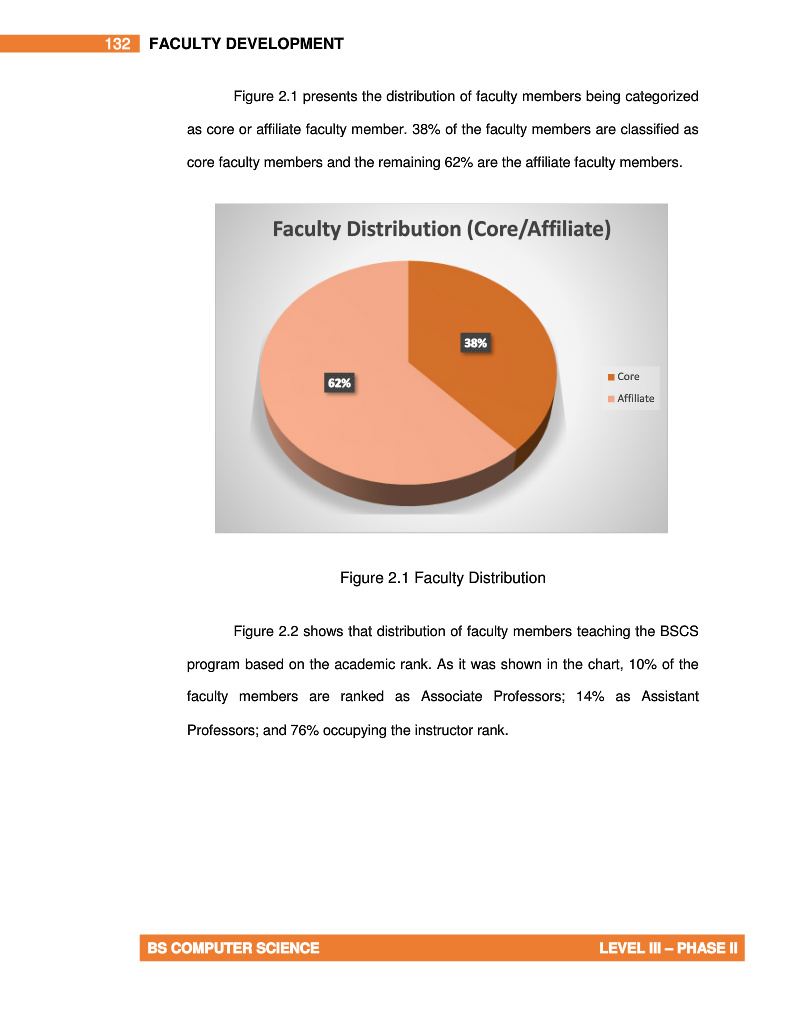 132 FACULTY DEVELOPMENT
Figure 2.1 presents the distribution of faculty members being categorized
as core or affiliate faculty member. 38% of the faculty members are classified as
core faculty members and the remaining 62% are the affiliate faculty members.
Faculty Distribution (Core/Affiliate)
38%
62%
Core
Affiliate
Figure 2.1 Faculty Distribution
Figure 2.2 shows that distribution of faculty members teaching the BSCS
program based on the academic rank. As it was shown in the chart, 10% of the
faculty members are ranked as Associate Professors; 14% as Assistant
Professors; and 76% occupying the instructor rank.
BS COMPUTER SCIENCE LEVEL III – PHASE II